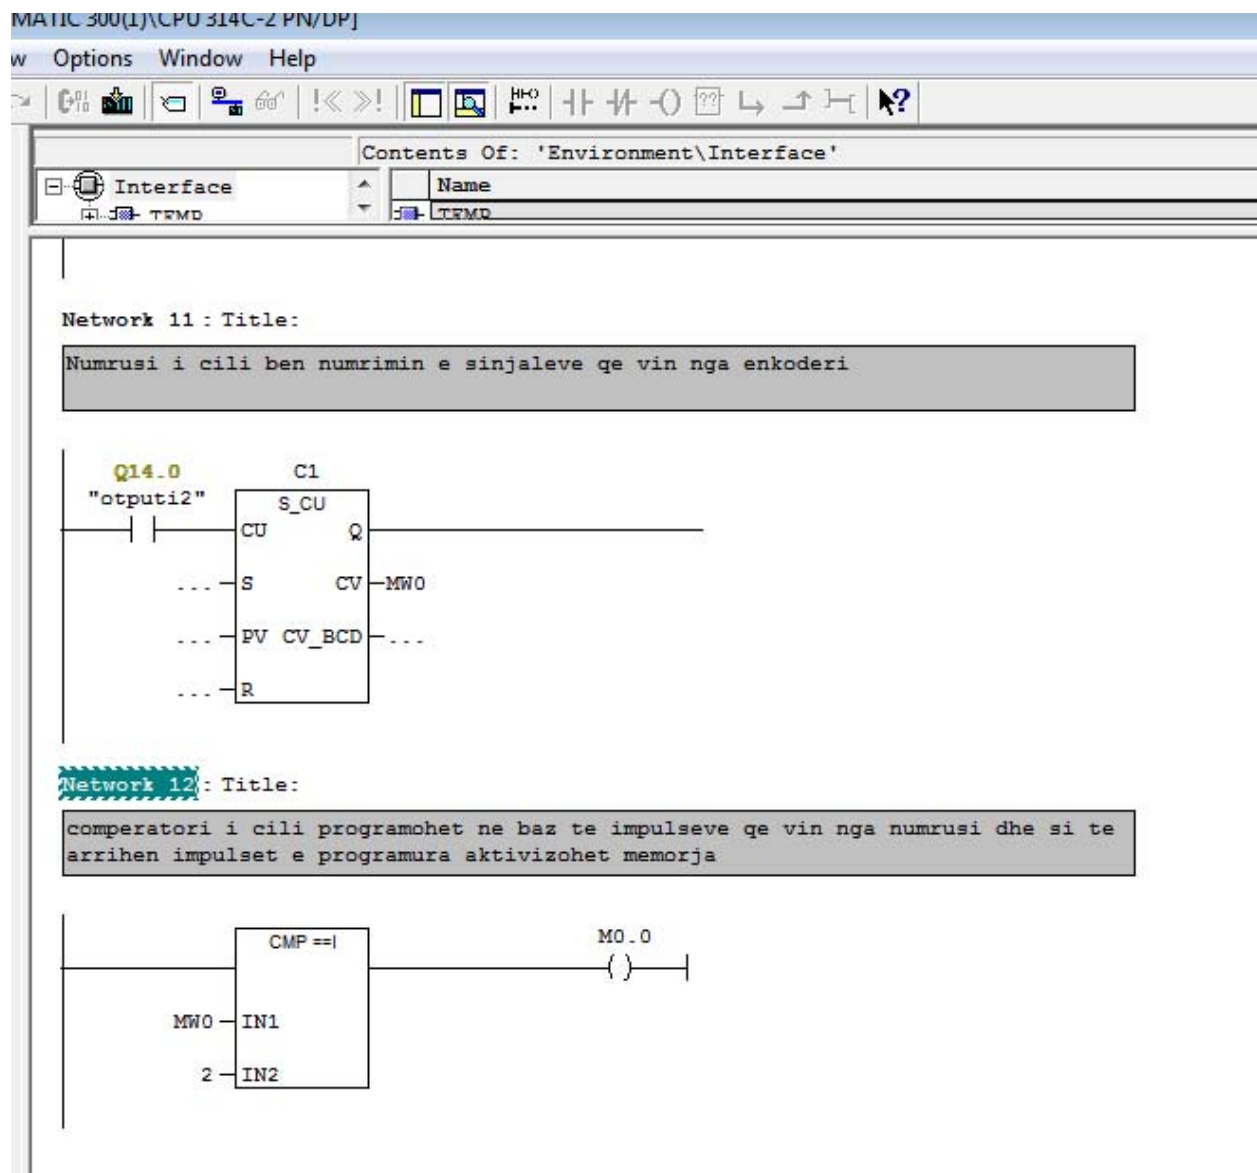 MATIC 300(1)\CPU 314C-2 PN/DP]
w Options Window Help
Contents Of: 'Environment\Interface'
Interface
Name
TEMP
TEMP
Network 11 : Title:
Numrusi i cili ben numrimin e sinjaleve qe vin nga enkoderi
Q14.0 C1
"otputi2" S_CU
CU Q
... S CV MW0
... PV CV_BCD ...
... R
Network 12 : Title:
comperatori i cili programohet ne baz te impulseve qe vin nga numrusi dhe si te
arrihen impulset e programura aktivizohet memorja
CMP ==I M0.0
( )
MW0 IN1
2 IN2